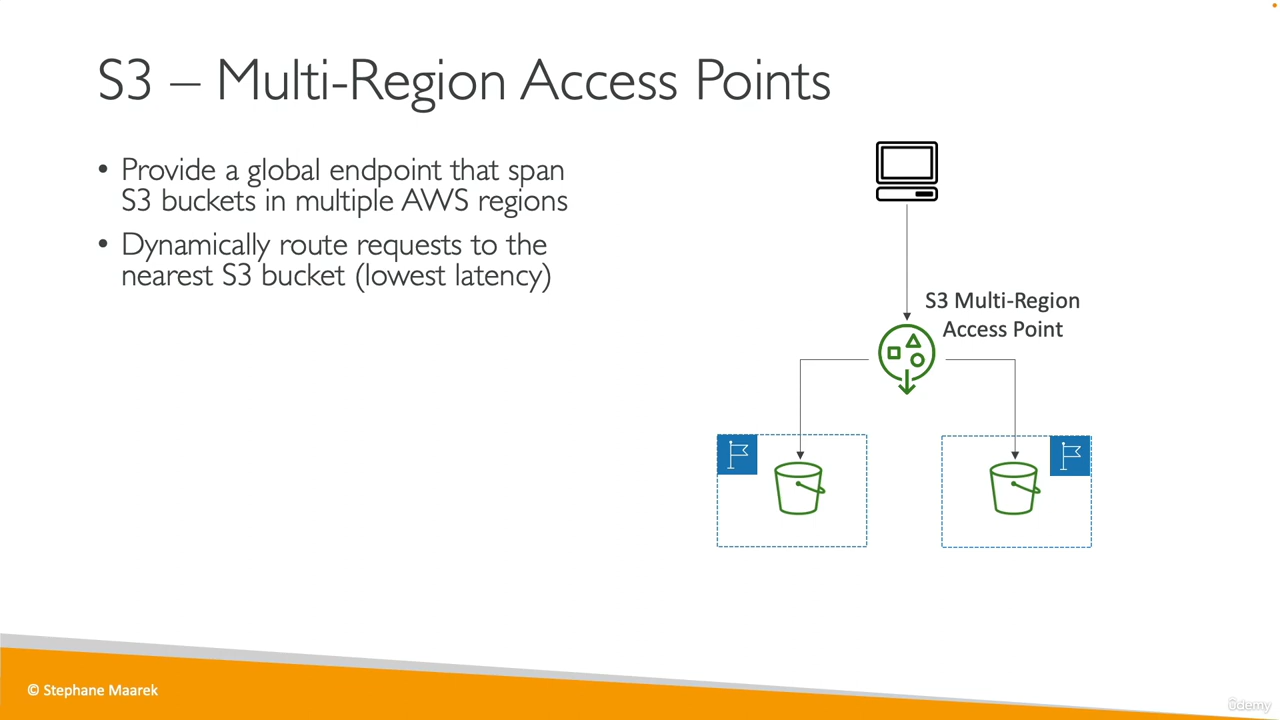 S3 – Multi-Region Access Points
• Provide a global endpoint that span
S3 buckets in multiple AWS regions
• Dynamically route requests to the
nearest S3 bucket (lowest latency)
S3 Multi-Region
Access Point
© Stephane Maarek
ûdemy